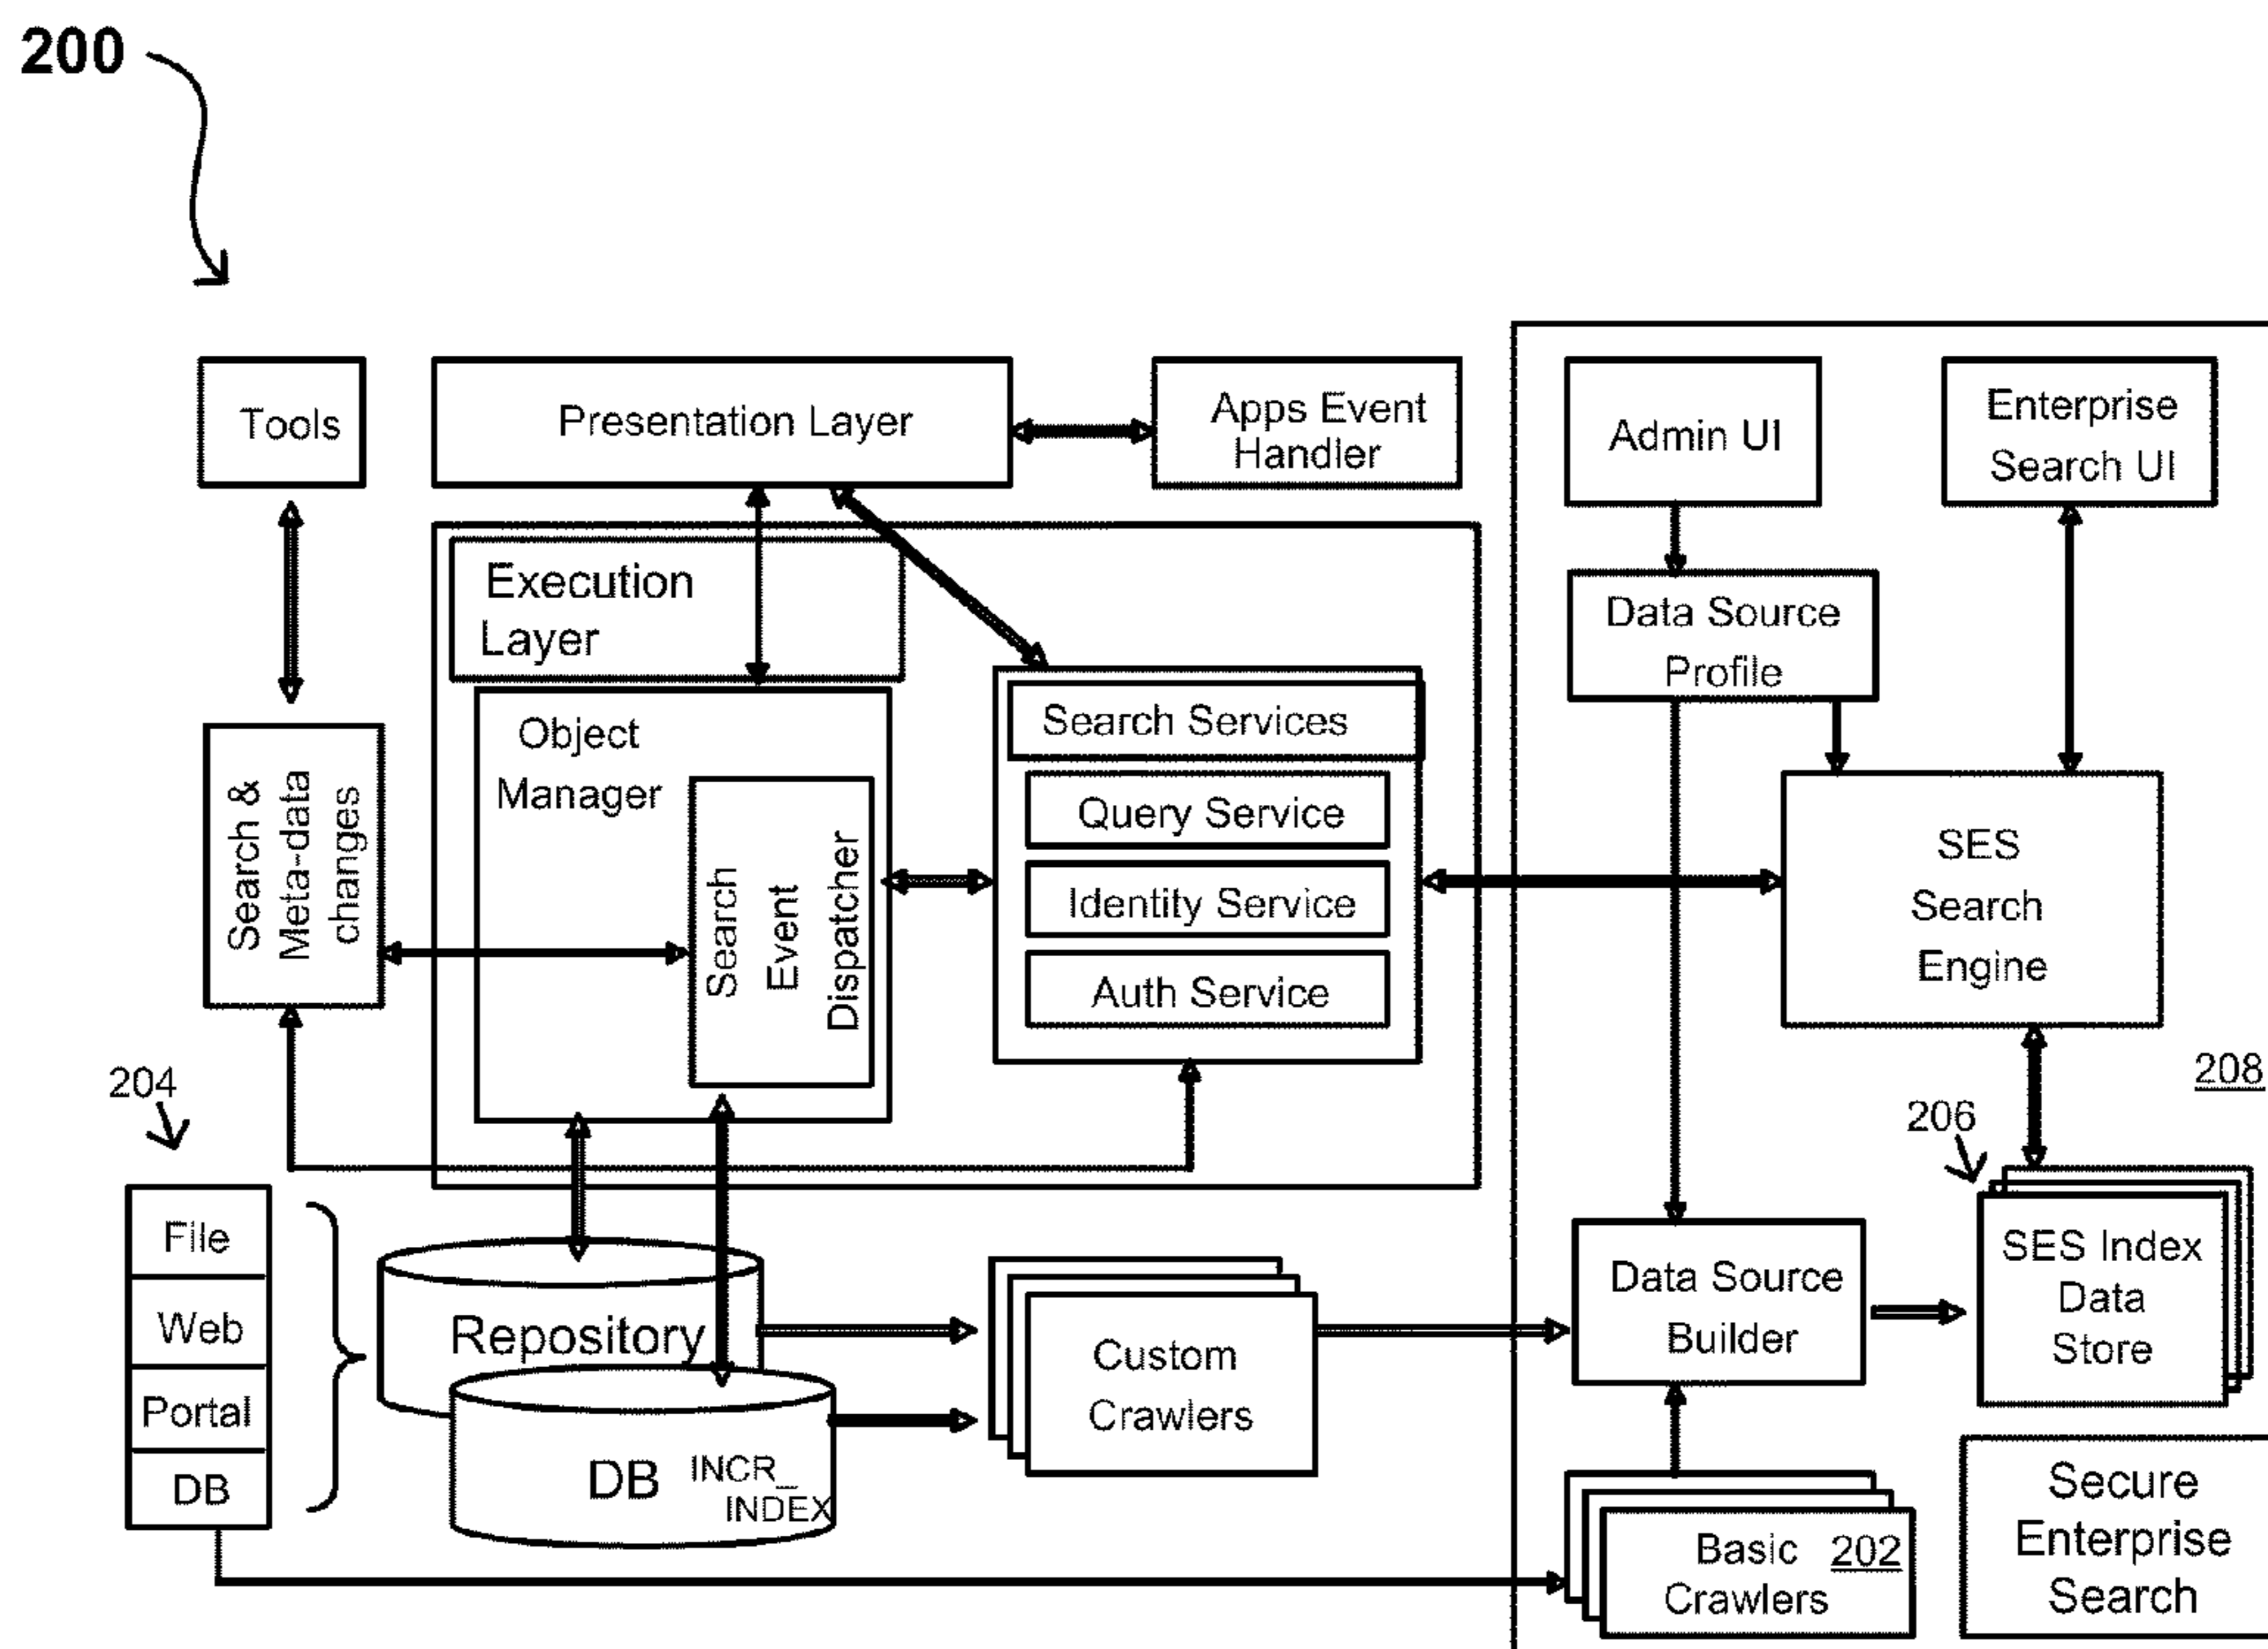 200
Tools
Presentation Layer
Apps Event
Handler
Admin UI
Enterprise
Search UI
Execution
Layer
Data Source
Profile
Object
Manager
Search Services
Search &
Meta-data
changes
Search
Event
Dispatcher
Query Service
Identity Service
Auth Service
SES
Search
Engine
204
208
206
File
Web
Portal
DB
Repository
DB
INCR_
INDEX
Custom
Crawlers
Data Source
Builder
SES Index
Data
Store
Basic 202
Crawlers
Secure
Enterprise
Search